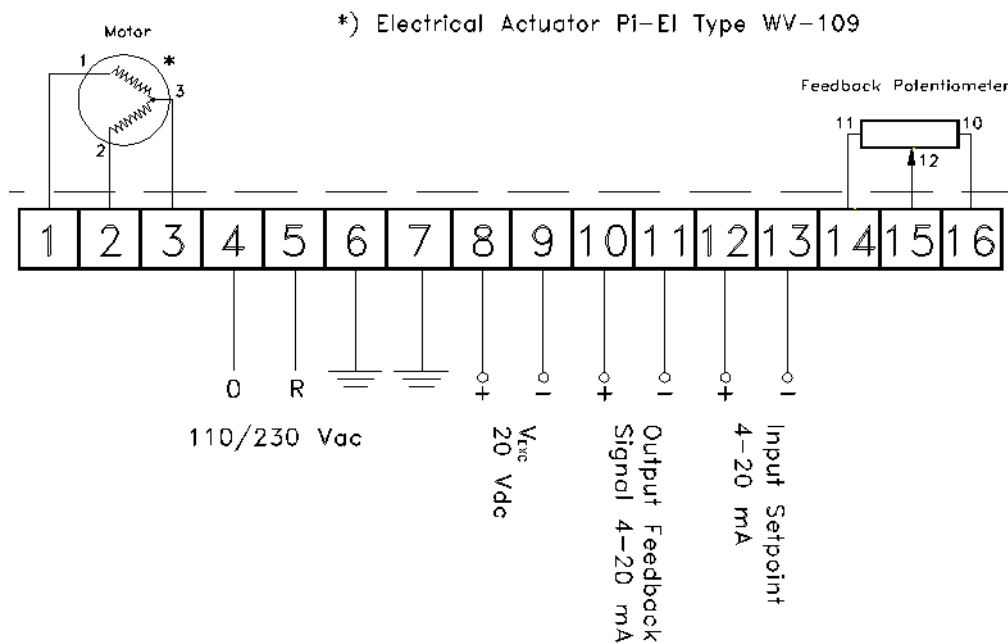 *) Electrical Actuator Pi-El Type WV-109
Motor
1
*
3
2
Feedback Potentiometer
11
10
12
1 2 3 4 5 6 7 8 9 10 11 12 13 14 15 16
0 R
110/230 Vac
+ - + - + -
VExc
20 Vdc
Output Feedback
Signal 4-20 mA
Input Setpoint
4-20 mA